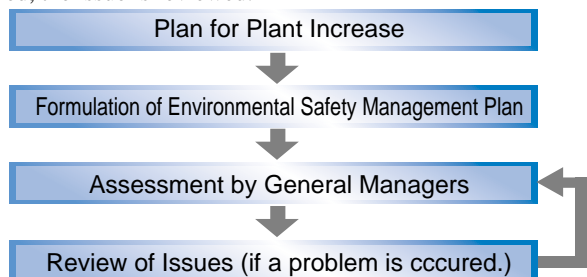 Plan for Plant Increase
Formulation of Environmental Safety Management Plan
Assessment by General Managers
Review of Issues (if a problem is cccured.)